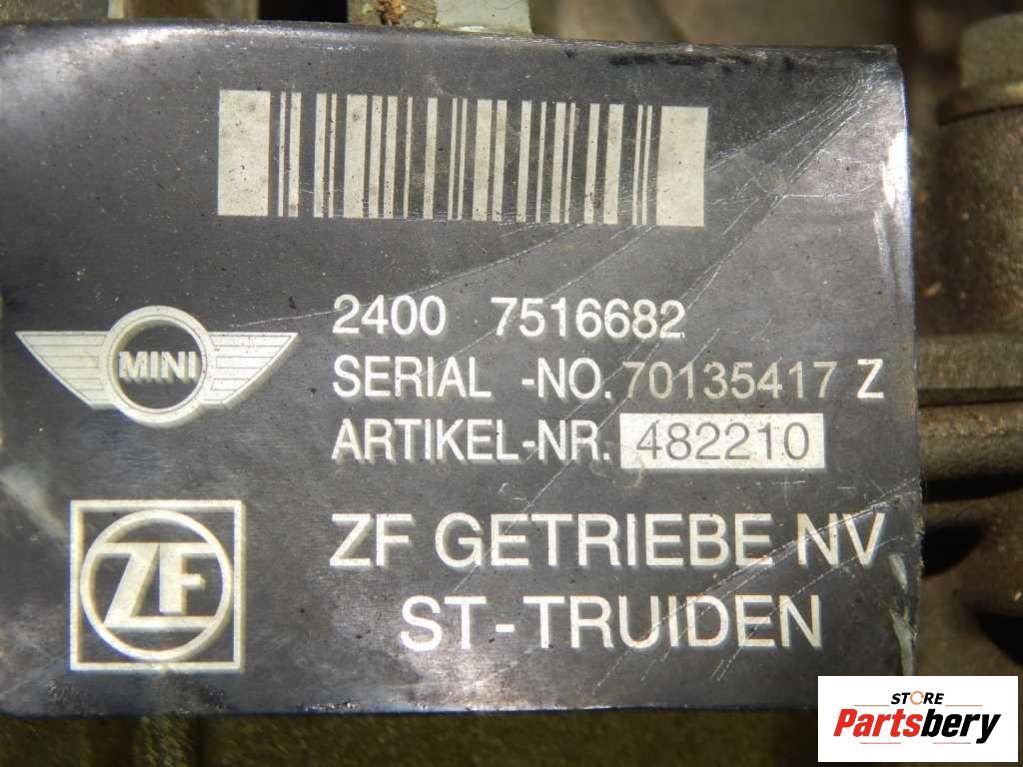 2400 7516682
MINI
SERIAL -NO. 70135417 Z
ARTIKEL-NR. 482210
ZF GETRIEBE NV
ZF
ST-TRUIDEN
STORE
Partsbery